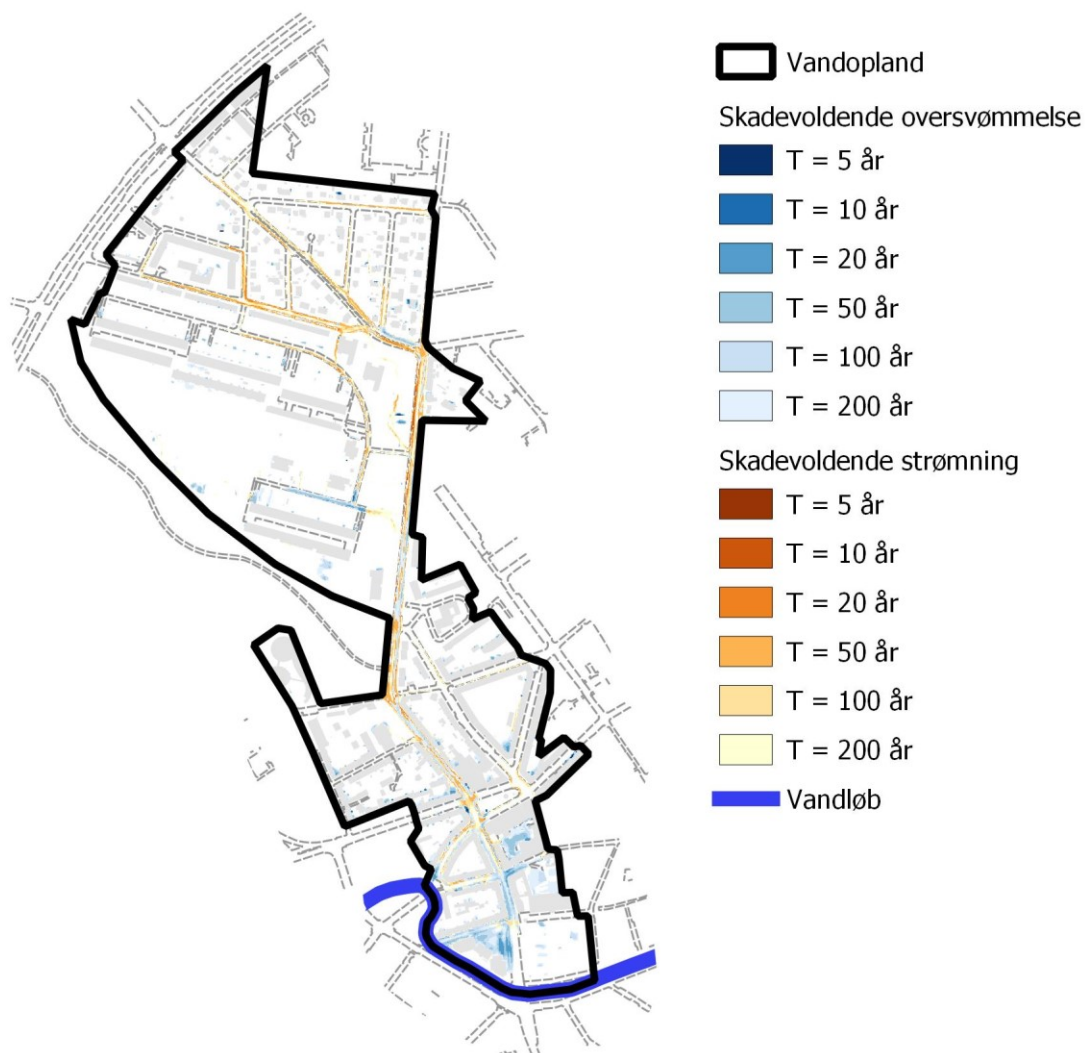 Vandopland
Skadevoldende oversvømmelse
T = 5 år
T = 10 år
T = 20 år
T = 50 år
T = 100 år
T = 200 år
Skadevoldende strømning
T = 5 år
T = 10 år
T = 20 år
T = 50 år
T = 100 år
T = 200 år
Vandløb